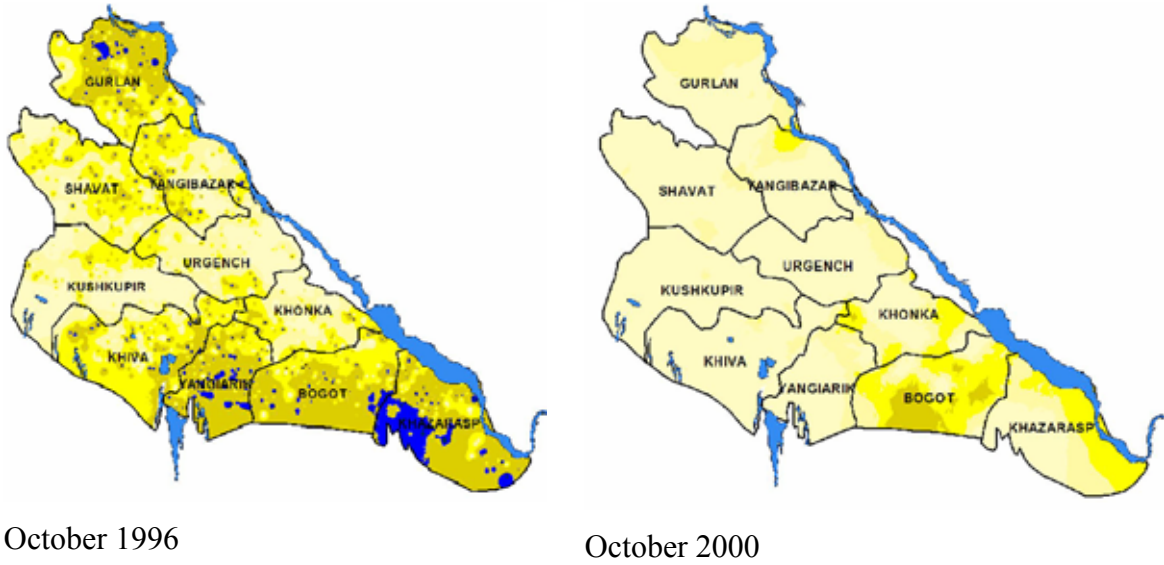 GURLAN
SHAVAT
YANGIBAZAR
URGENCH
KUSHKUPIR
KHONKA
KHIVA
YANGIARIK
BOGOT
KHAZARASP
October 1996
GURLAN
SHAVAT
YANGIBAZAR
URGENCH
KUSHKUPIR
KHONKA
KHIVA
YANGIARIK
BOGOT
KHAZARASP
October 2000